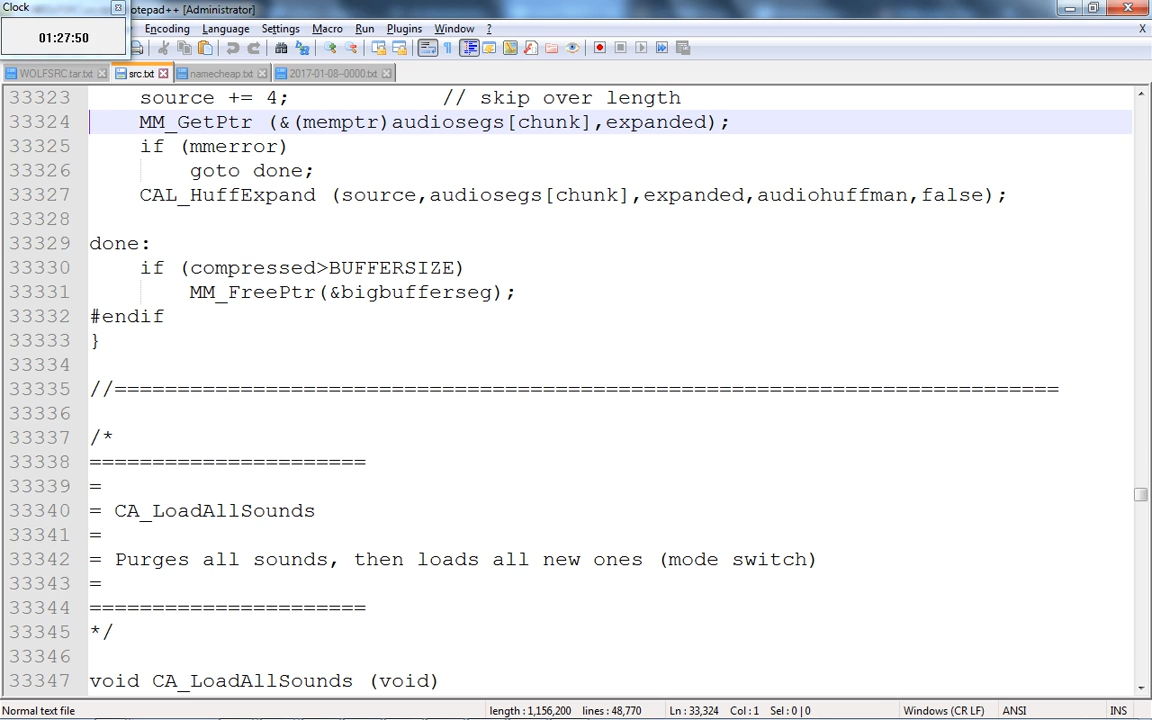 Clock
01:27:50
otepad++ [Administrator]
Encoding Language Settings Macro Run Plugins Window ?
X
WOLFSRC.tar.txt src.txt namecheap.txt 2017-01-08--0000.txt
33323 source += 4; // skip over length
33324 MM_GetPtr (&(memptr)audiosegs[chunk],expanded);
33325 if (mmerror)
33326 goto done;
33327 CAL_HuffExpand (source,audiosegs[chunk],expanded,audiohuffman,false);
33328
33329 done:
33330 if (compressed>BUFFERSIZE)
33331 MM_FreePtr(&bigbufferseg);
33332 #endif
33333 }
33334
33335 //===========================================================================
33336
33337 /*
33338 ======================
33339 =
33340 = CA_LoadAllSounds
33341 =
33342 = Purges all sounds, then loads all new ones (mode switch)
33343 =
33344 ======================
33345 */
33346
33347 void CA_LoadAllSounds (void)
Normal text file length : 1,156,200 lines : 48,770 Ln : 33,324 Col : 1 Sel : 0 | 0 Windows (CR LF) ANSI INS